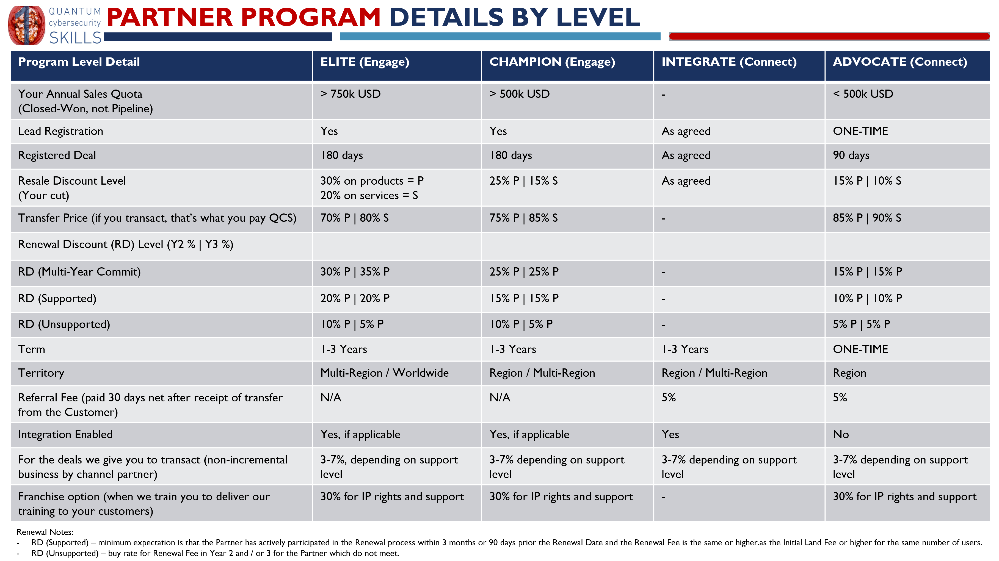 QUANTUM
cybersecurity
SKILLS
PARTNER PROGRAM DETAILS BY LEVEL
Program Level Detail
ELITE (Engage)
CHAMPION (Engage)
INTEGRATE (Connect)
ADVOCATE (Connect)
Your Annual Sales Quota
(Closed-Won, not Pipeline)
> 750k USD
> 500k USD
-
< 500k USD
Lead Registration
Yes
Yes
As agreed
ONE-TIME
Registered Deal
180 days
180 days
As agreed
90 days
Resale Discount Level
(Your cut)
30% on products = P
20% on services = S
25% P | 15% S
As agreed
15% P | 10% S
Transfer Price (if you transact, that’s what you pay QCS)
70% P | 80% S
75% P | 85% S
-
85% P | 90% S
Renewal Discount (RD) Level (Y2 % | Y3 %)
RD (Multi-Year Commit)
30% P | 35% P
25% P | 25% P
-
15% P | 15% P
RD (Supported)
20% P | 20% P
15% P | 15% P
-
10% P | 10% P
RD (Unsupported)
10% P | 5% P
10% P | 5% P
-
5% P | 5% P
Term
1-3 Years
1-3 Years
1-3 Years
ONE-TIME
Territory
Multi-Region / Worldwide
Region / Multi-Region
Region / Multi-Region
Region
Referral Fee (paid 30 days net after receipt of transfer
from the Customer)
N/A
N/A
5%
5%
Integration Enabled
Yes, if applicable
Yes, if applicable
Yes
No
For the deals we give you to transact (non-incremental
business by channel partner)
3-7%, depending on support
level
3-7% depending on support
level
3-7% depending on support
level
3-7% depending on support
level
Franchise option (when we train you to deliver our
training to your customers)
30% for IP rights and support
30% for IP rights and support
-
30% for IP rights and support
Renewal Notes:
- RD (Supported) – minimum expectation is that the Partner has actively participated in the Renewal process within 3 months or 90 days prior the Renewal Date and the Renewal Fee is the same or higher.as the Initial Land Fee or higher for the same number of users.
- RD (Unsupported) – buy rate for Renewal Fee in Year 2 and / or 3 for the Partner which do not meet.